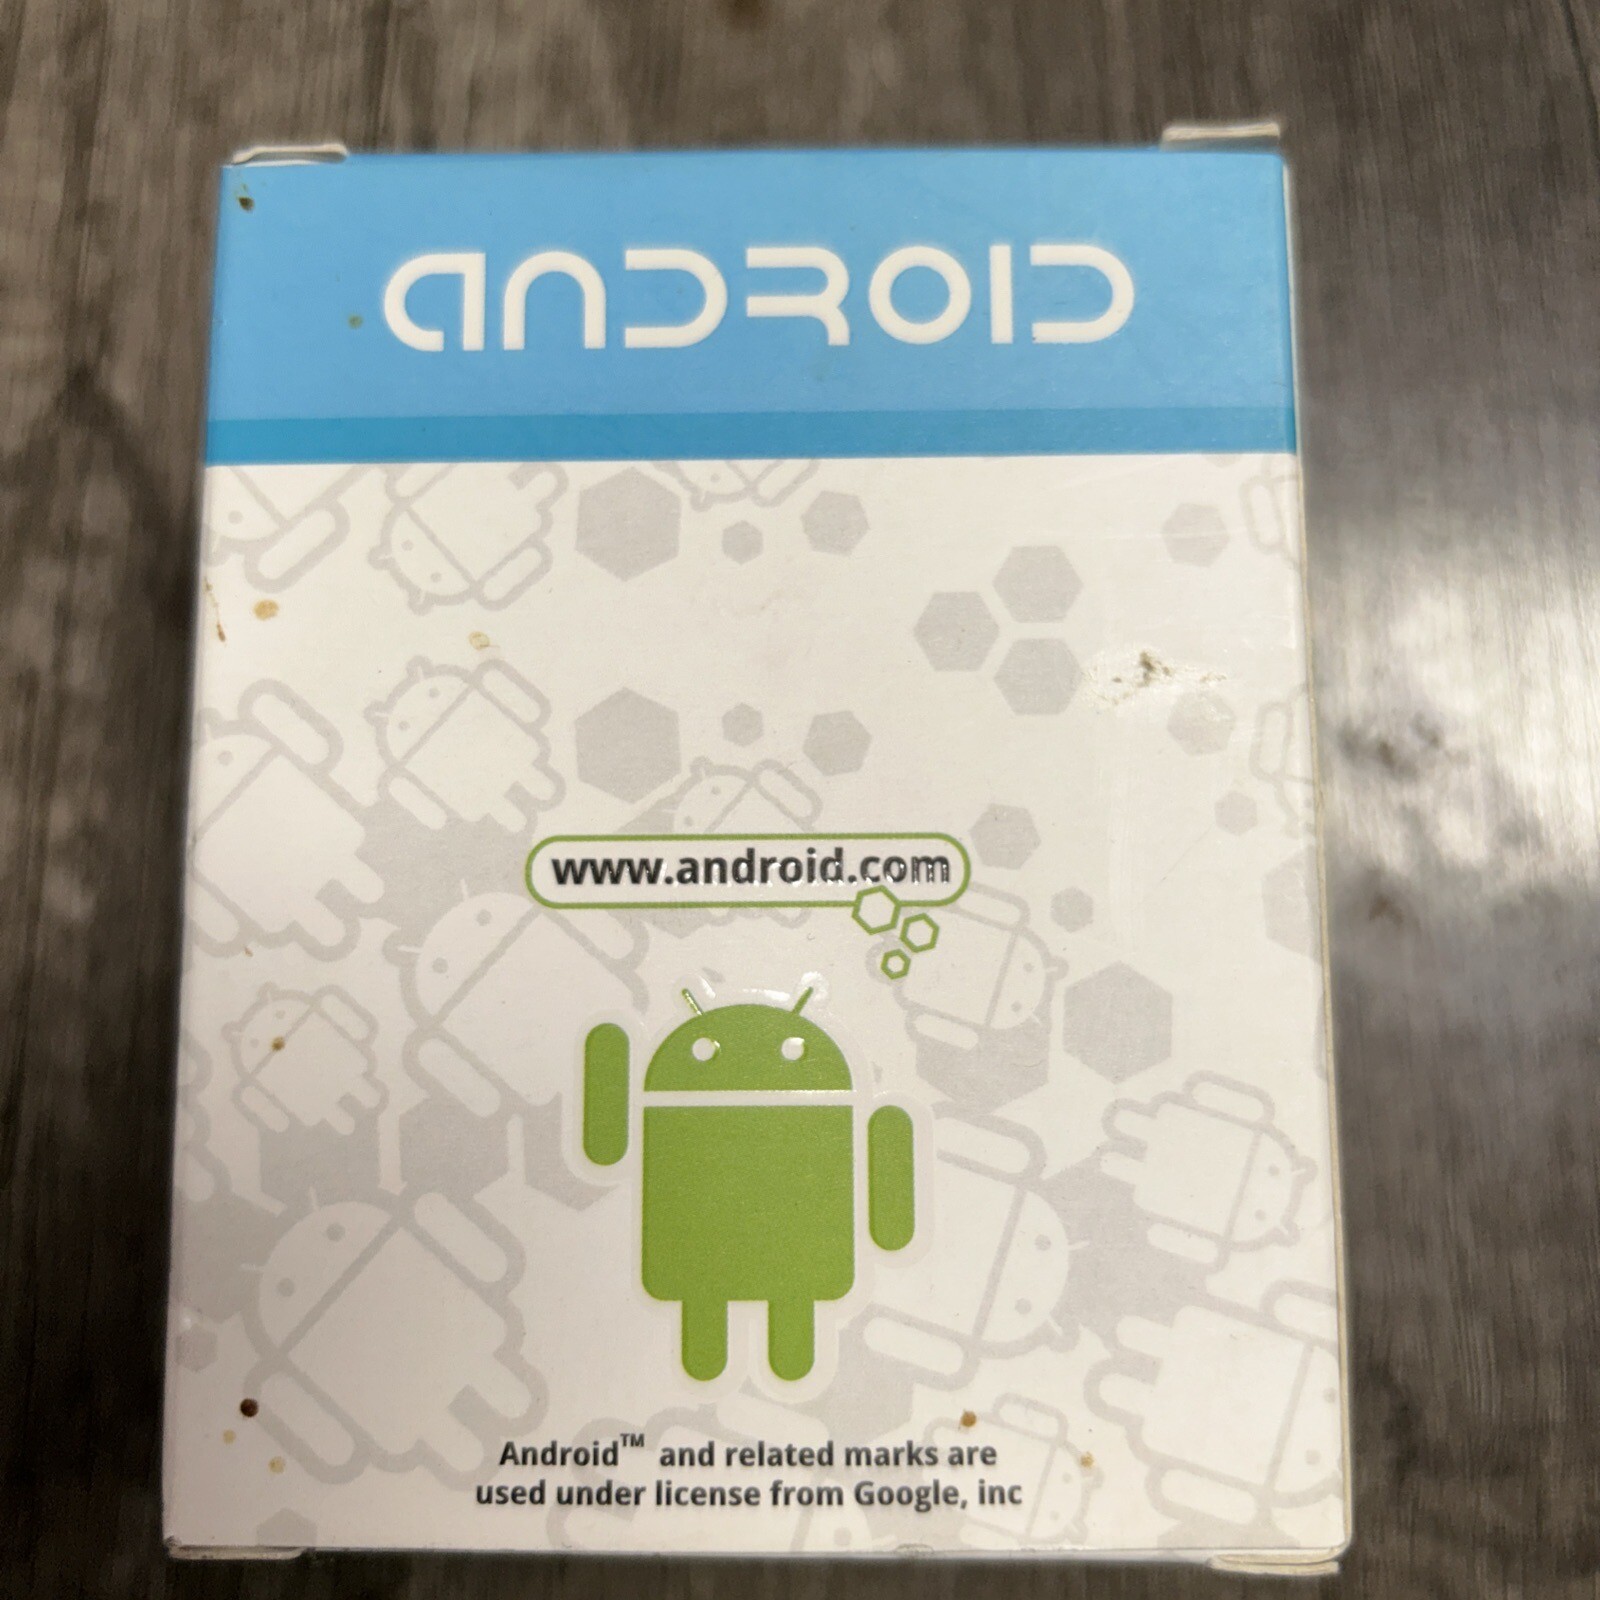 ANDROID
www.android.com
Android™ and related marks are
used under license from Google, inc